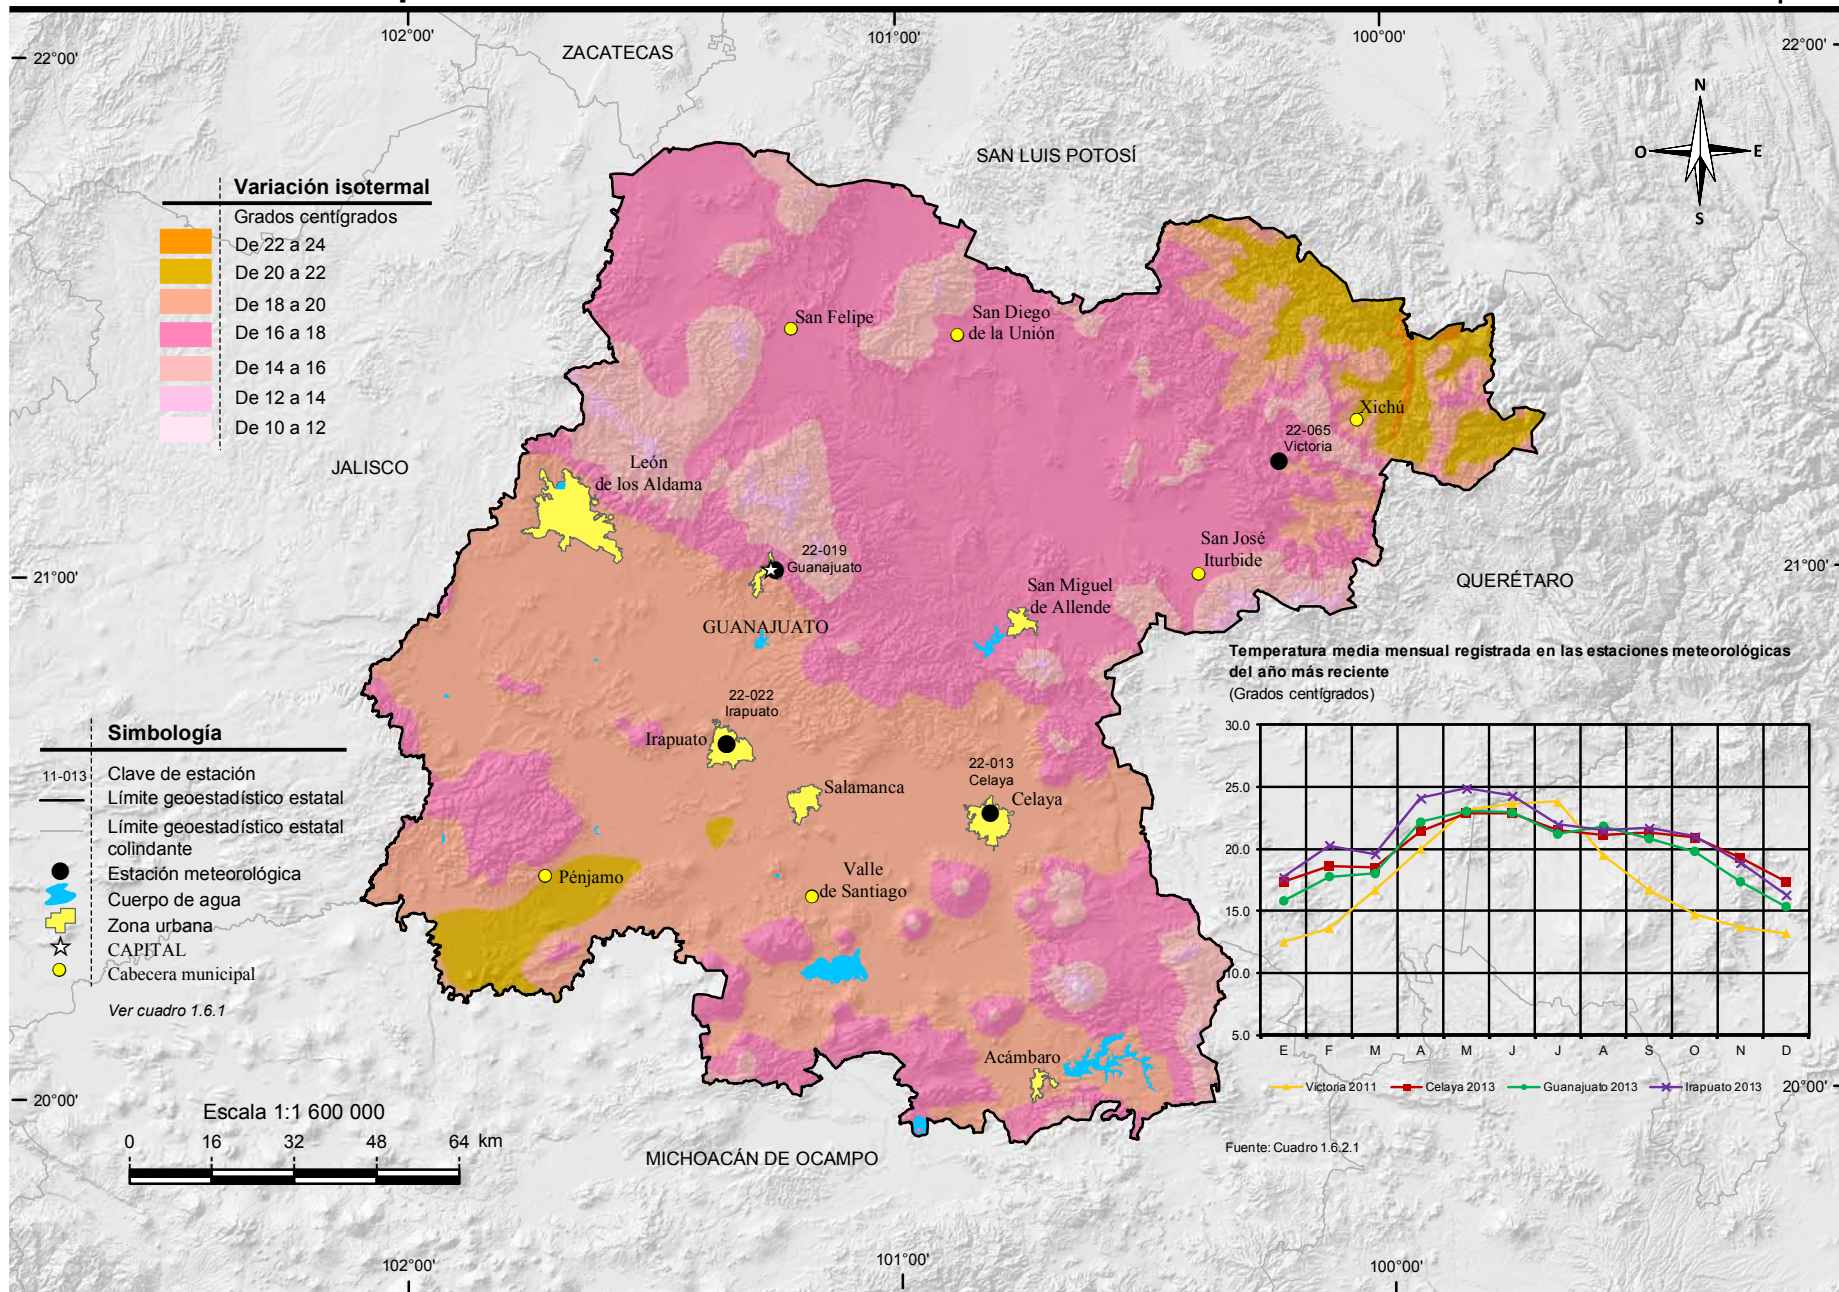 102°00'
101°00'
100°00'
22°00'
22°00'
ZACATECAS
SAN LUIS POTOSÍ
N
O
E
S
Variación isotermal
Grados centígrados
De 22 a 24
De 20 a 22
De 18 a 20
De 16 a 18
De 14 a 16
De 12 a 14
De 10 a 12
San Felipe
San Diego
de la Unión
Xichú
22-065
Victoria
JALISCO
León
de los Aldama
22-019
Guanajuato
San José
Iturbide
21°00'
21°00'
QUERÉTARO
San Miguel
de Allende
GUANAJUATO
22-022
Irapuato
Irapuato
Salamanca
22-013
Celaya
Celaya
Pénjamo
Valle
de Santiago
Acámbaro
Simbología
11-013 Clave de estación
Límite geoestadístico estatal
Límite geoestadístico estatal
colindante
Estación meteorológica
Cuerpo de agua
Zona urbana
CAPITAL
Cabecera municipal
Ver cuadro 1.6.1
Temperatura media mensual registrada en las estaciones meteorológicas
del año más reciente
(Grados centígrados)
30.0
25.0
20.0
15.0
10.0
5.0
E F M A M J J A S O N D
Victoria 2011 Celaya 2013 Guanajuato 2013 Irapuato 2013
Fuente: Cuadro 1.6.2.1
20°00'
20°00'
Escala 1:1 600 000
0 16 32 48 64 km
MICHOACÁN DE OCAMPO
102°00'
101°00'
100°00'